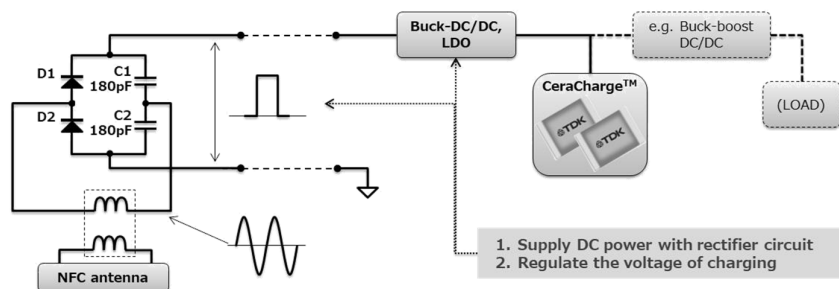 Buck-DC/DC,
LDO
e.g. Buck-boost
DC/DC
D1
C1
180pF
D2
C2
180pF
CeraCharge™
TDK
TDK
(LOAD)
NFC antenna
1. Supply DC power with rectifier circuit
2. Regulate the voltage of charging